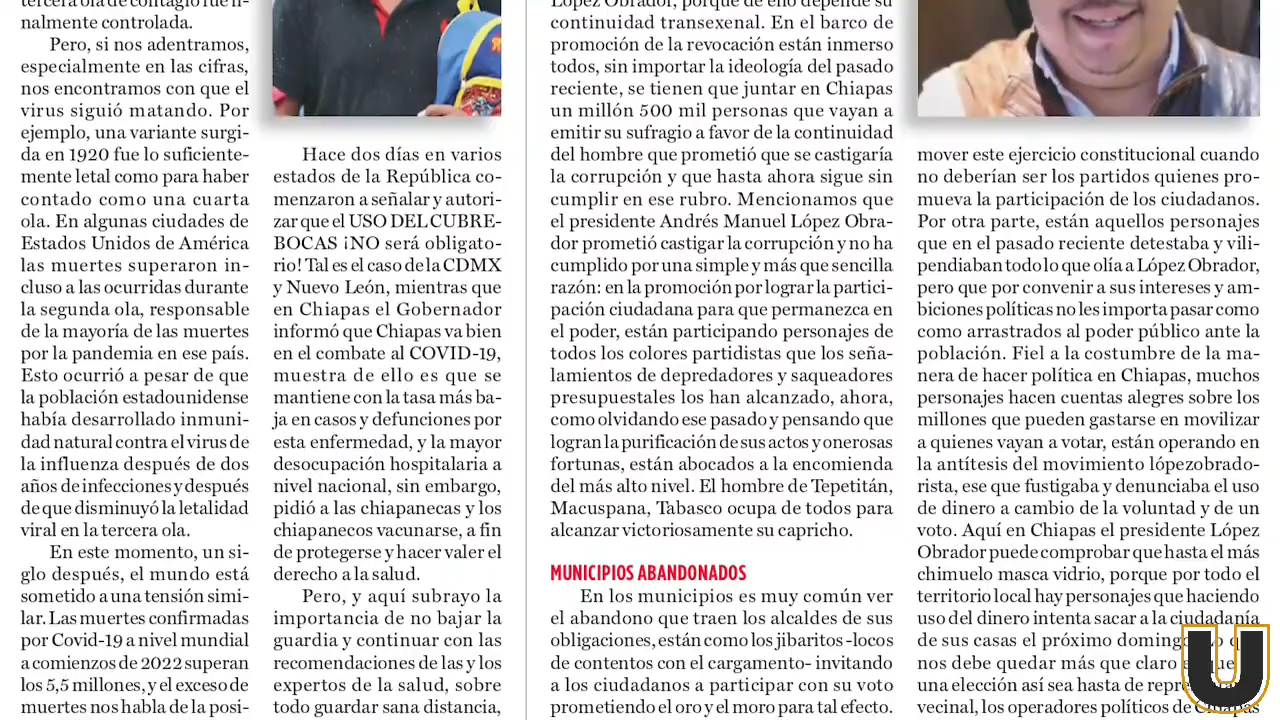 tercera ola de contagio fue fi-
nalmente controlada.
Pero, si nos adentramos,
especialmente en las cifras,
nos encontramos con que el
virus siguió matando. Por
ejemplo, una variante surgi-
da en 1920 fue lo suficiente-
mente letal como para haber
contado como una cuarta
ola. En algunas ciudades de
Estados Unidos de América
las muertes superaron in-
cluso a las ocurridas durante
la segunda ola, responsable
de la mayoría de las muertes
por la pandemia en ese país.
Esto ocurrió a pesar de que
la población estadounidense
había desarrollado inmuni-
dad natural contra el virus de
la influenza después de dos
años de infecciones y después
de que disminuyó la letalidad
viral en la tercera ola.
En este momento, un si-
glo después, el mundo está
sometido a una tensión simi-
lar. Las muertes confirmadas
por Covid-19 a nivel mundial
a comienzos de 2022 superan
los 5,5 millones, y el exceso de
muertes nos habla de la posi-
Hace dos días en varios
estados de la República co-
menzaron a señalar y autori-
zar que el USO DEL CUBRE-
BOCAS ¡NO será obligato-
rio! Tal es el caso de la CDMX
y Nuevo León, mientras que
en Chiapas el Gobernador
informó que Chiapas va bien
en el combate al COVID-19,
muestra de ello es que se
mantiene con la tasa más ba-
ja en casos y defunciones por
esta enfermedad, y la mayor
desocupación hospitalaria a
nivel nacional, sin embargo,
pidió a las chiapanecas y los
chiapanecos vacunarse, a fin
de protegerse y hacer valer el
derecho a la salud.
Pero, y aquí subrayo la
importancia de no bajar la
guardia y continuar con las
recomendaciones de las y los
expertos de la salud, sobre
todo guardar sana distancia,
López Obrador, porque de ello depende su
continuidad transexenal. En el barco de
promoción de la revocación están inmerso
todos, sin importar la ideología del pasado
reciente, se tienen que juntar en Chiapas
un millón 500 mil personas que vayan a
emitir su sufragio a favor de la continuidad
del hombre que prometió que se castigaría
la corrupción y que hasta ahora sigue sin
cumplir en ese rubro. Mencionamos que
el presidente Andrés Manuel López Obra-
dor prometió castigar la corrupción y no ha
cumplido por una simple y más que sencilla
razón: en la promoción por lograr la partici-
pación ciudadana para que permanezca en
el poder, están participando personajes de
todos los colores partidistas que los seña-
lamientos de depredadores y saqueadores
presupuestales los han alcanzado, ahora,
como olvidando ese pasado y pensando que
logran la purificación de sus actos y onerosas
fortunas, están abocados a la encomienda
del más alto nivel. El hombre de Tepetitán,
Macuspana, Tabasco ocupa de todos para
alcanzar victoriosamente su capricho.
MUNICIPIOS ABANDONADOS
En los municipios es muy común ver
el abandono que traen los alcaldes de sus
obligaciones, están como los jibaritos -locos
de contentos con el cargamento- invitando
a los ciudadanos a participar con su voto
prometiendo el oro y el moro para tal efecto.
mover este ejercicio constitucional cuando
no deberían ser los partidos quienes pro-
mueva la participación de los ciudadanos.
Por otra parte, están aquellos personajes
que en el pasado reciente detestaba y vili-
pendiaban todo lo que olía a López Obrador,
pero que por convenir a sus intereses y am-
biciones políticas no les importa pasar como
como arrastrados al poder público ante la
población. Fiel a la costumbre de la ma-
nera de hacer política en Chiapas, muchos
personajes hacen cuentas alegres sobre los
millones que pueden gastarse en movilizar
a quienes vayan a votar, están operando en
la antítesis del movimiento lópezobrado-
rista, ese que fustigaba y denunciaba el uso
de dinero a cambio de la voluntad y de un
voto. Aquí en Chiapas el presidente López
Obrador puede comprobar que hasta el más
chimuelo masca vidrio, porque por todo el
territorio local hay personajes que haciendo
uso del dinero intenta sacar a la ciudadanía
de sus casas el próximo domingo. Lo que
nos debe quedar más que claro es que
una elección así sea hasta de
vecinal, los operadores políticos de Chiapas
U